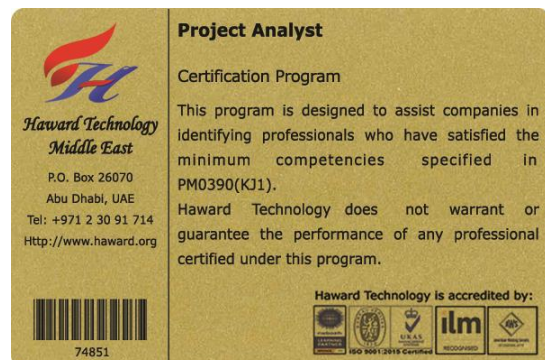 Haward Technology
Middle East
P.O. Box 26070
Abu Dhabi, UAE
Tel: +971 2 30 91 714
Http://www.haward.org
74851
Project Analyst
Certification Program
This program is designed to assist companies in
identifying professionals who have satisfied the
minimum competencies specified in
PM0390(KJ1).
Haward Technology does not warrant or
guarantee the performance of any professional
certified under this program.
Haward Technology is accredited by:
UKAS
ISO 9001:2015 Certified
ilm
RECOGNISED
AWS